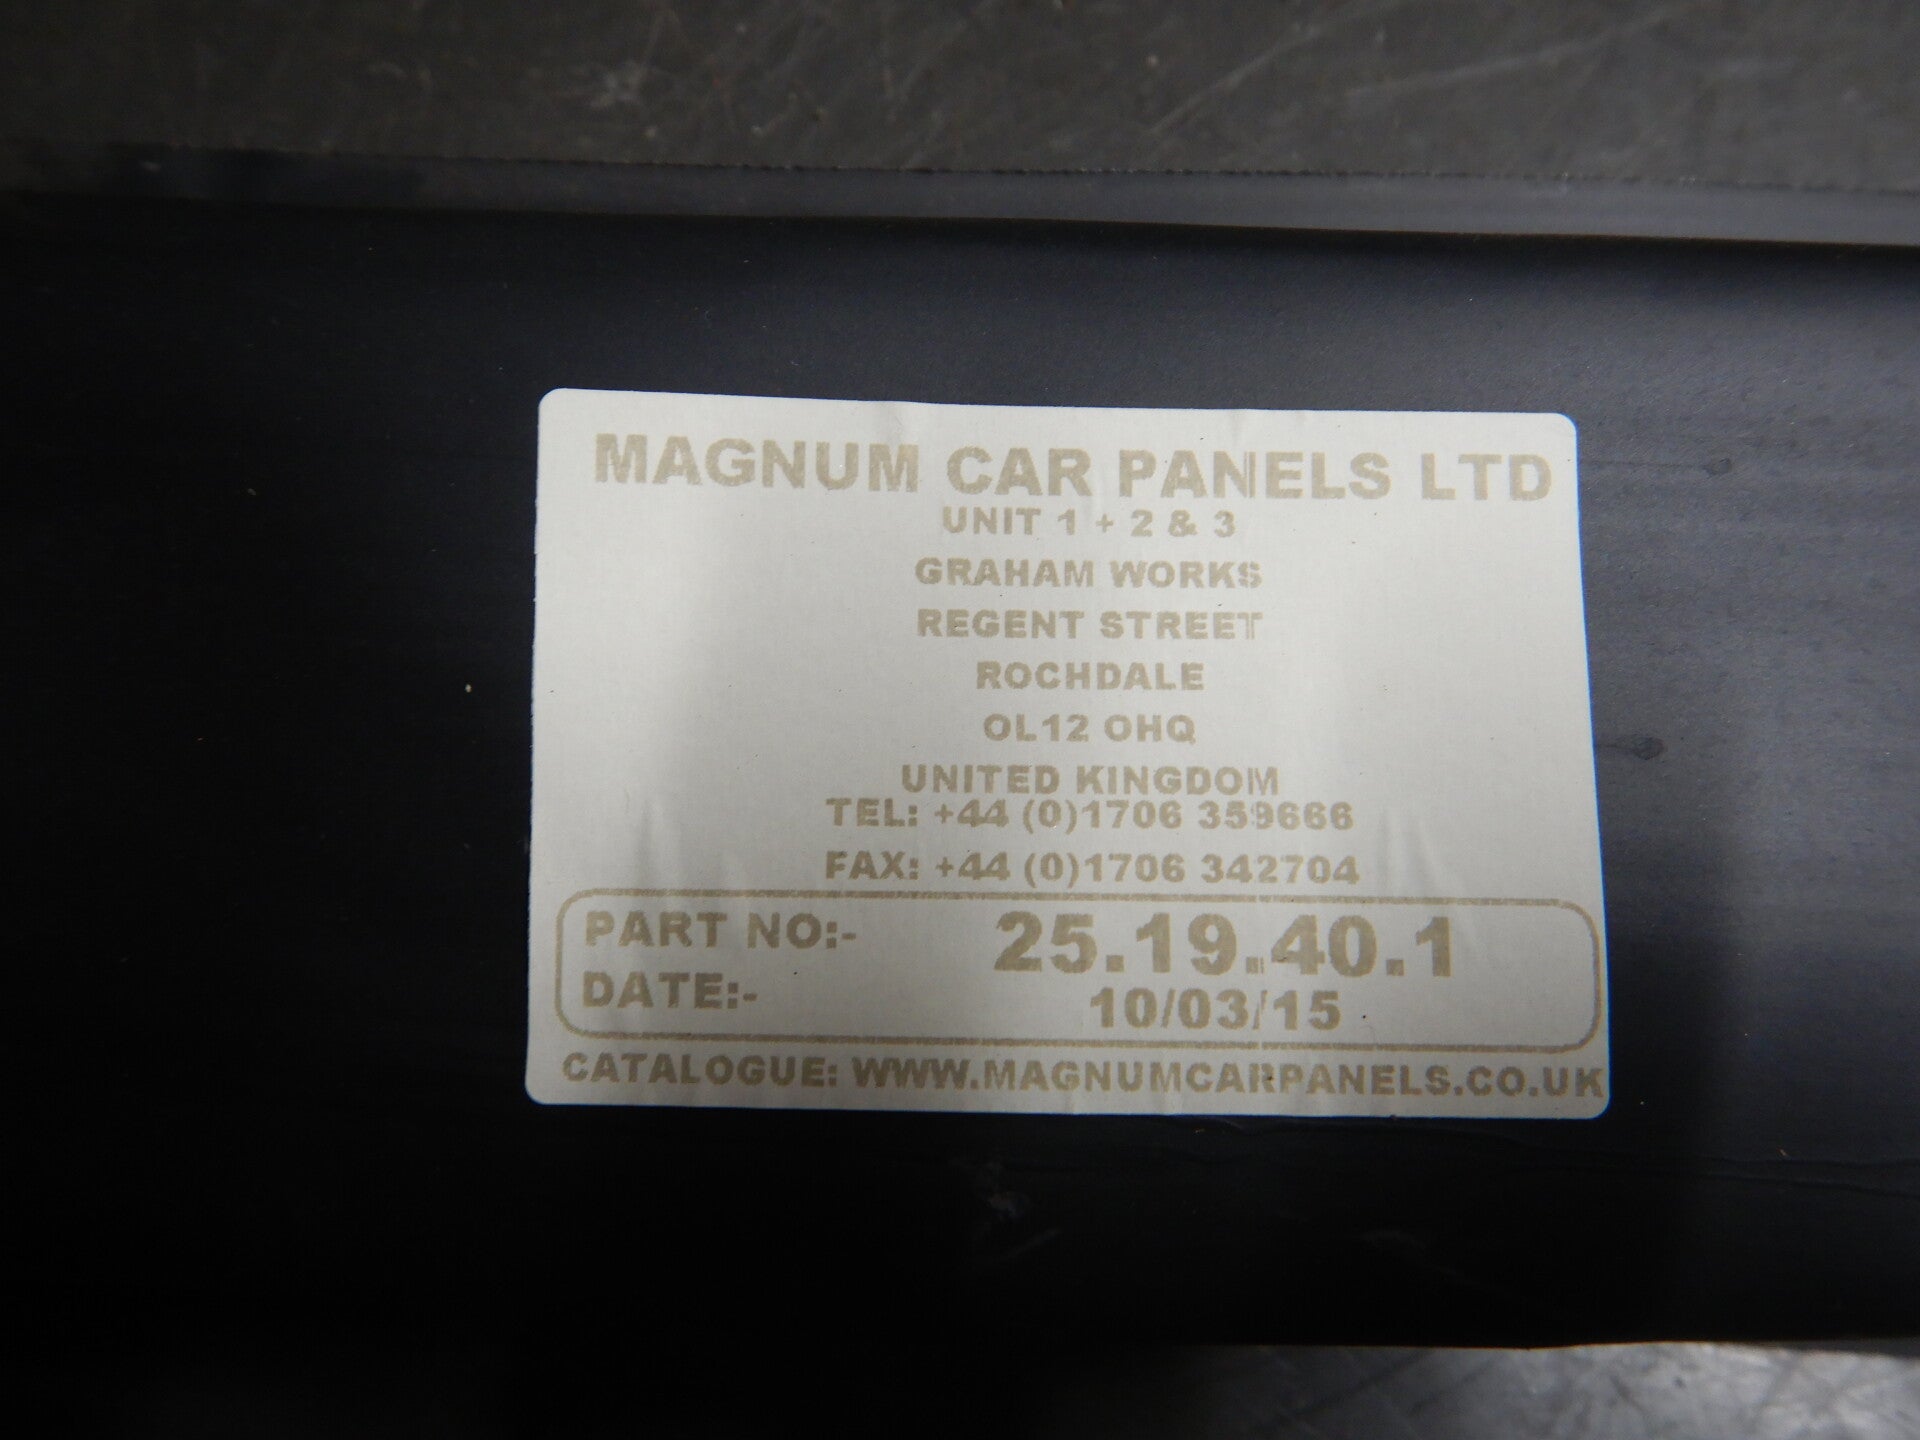 MAGNUM CAR PANELS LTD
UNIT 1 + 2 & 3
GRAHAM WORKS
REGENT STREET
ROCHDALE
OL12 OHQ
UNITED KINGDOM
TEL: +44 (0)1706 359666
FAX: +44 (0)1706 342704
PART NO:- 25.19.40.1
DATE:- 10/03/15
CATALOGUE: WWW.MAGNUMCARPANELS.CO.UK